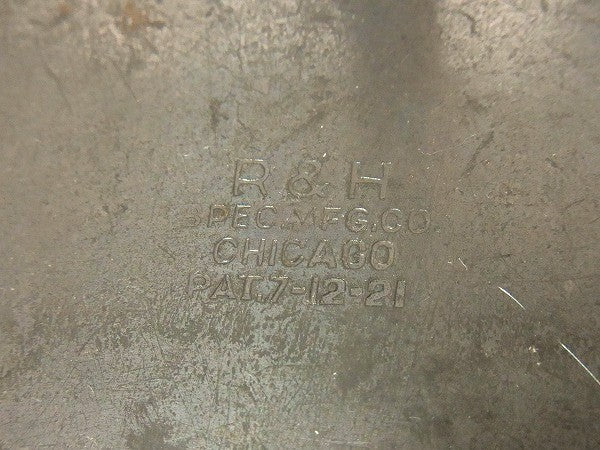 R & H
SPEC. MFG. CO.
CHICAGO
PAT. 7-12-21